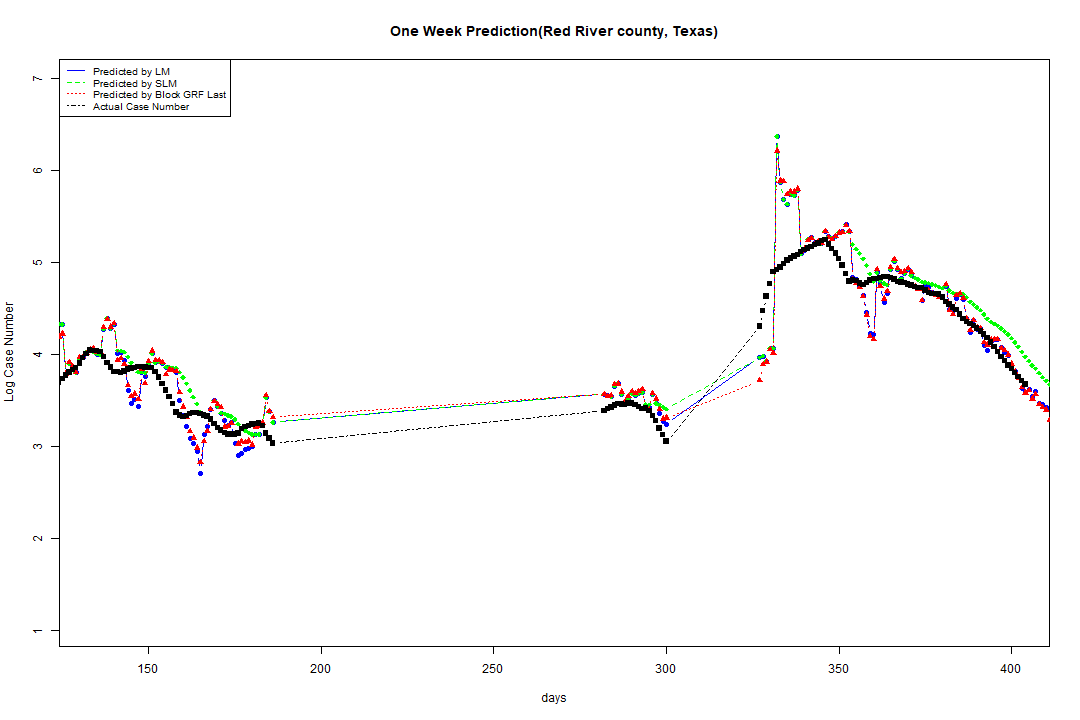 One Week Prediction(Red River county, Texas)
Predicted by LM
Predicted by SLM
Predicted by Block GRF Last
Actual Case Number
7
6
5
4
3
2
1
Log Case Number
150 200 250 300 350 400
days